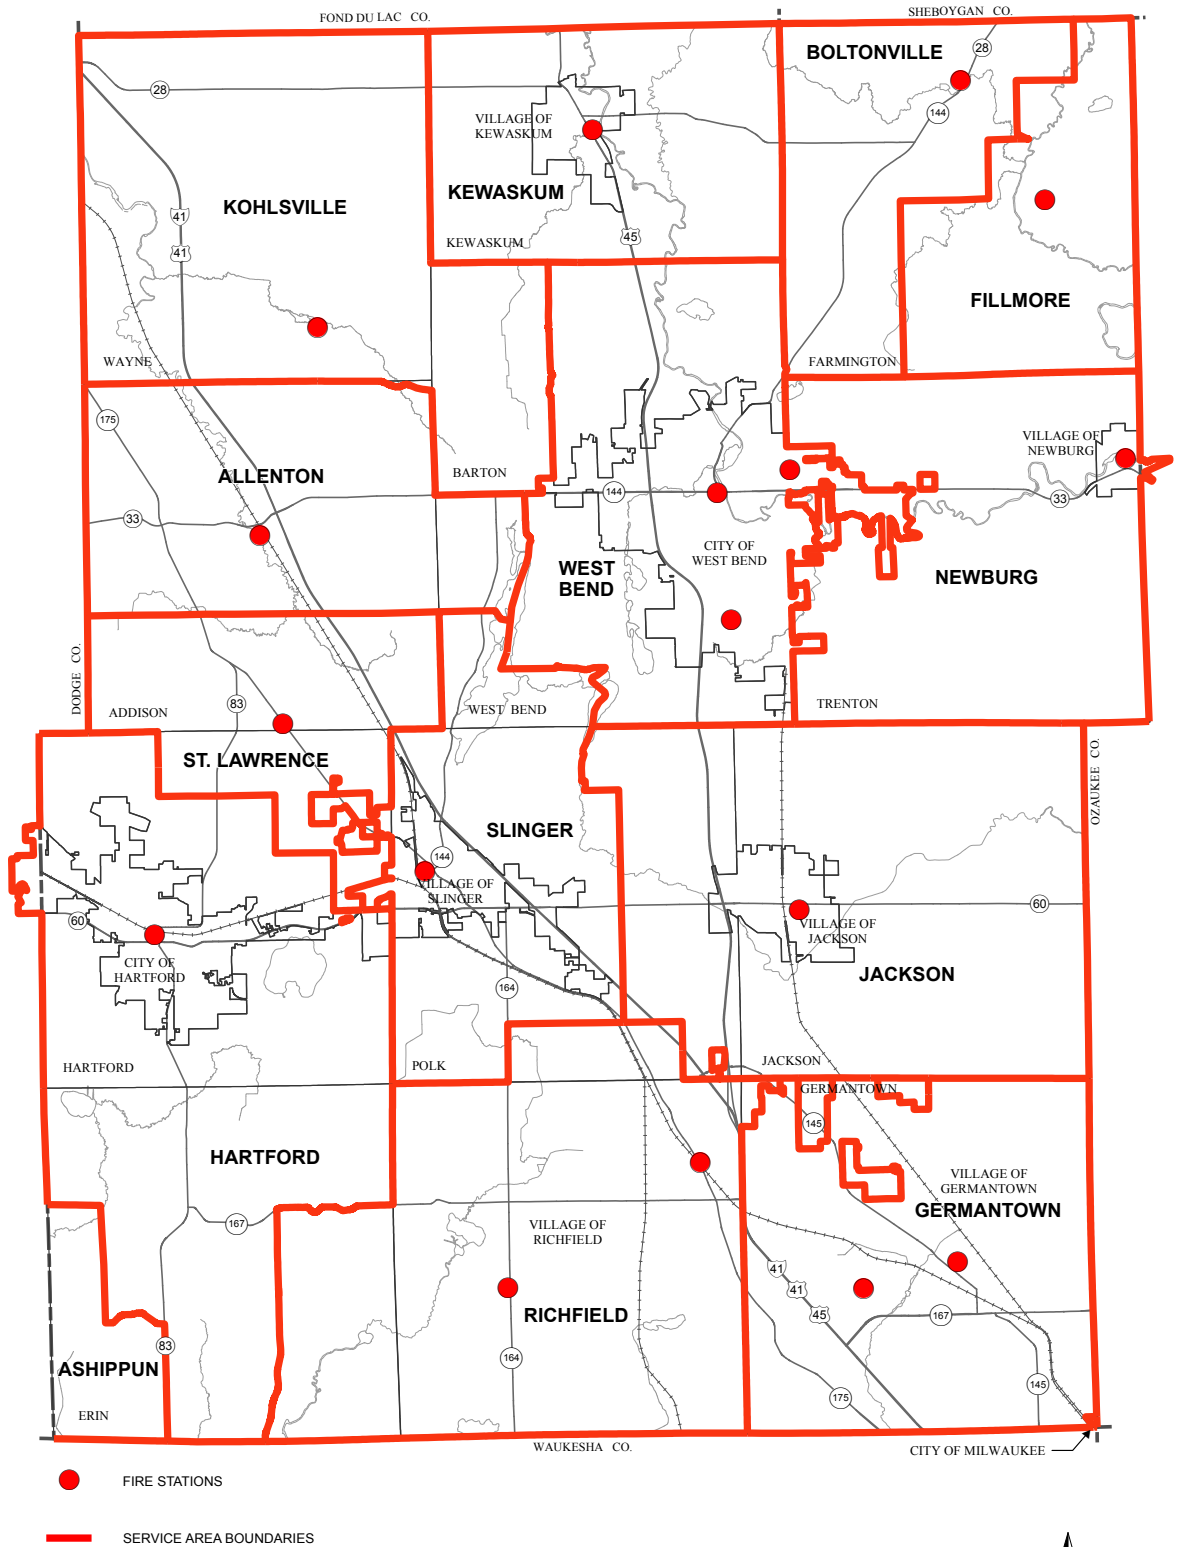 FOND DU LAC CO.
SHEBOYGAN CO.
BOLTONVILLE
28
28
144
VILLAGE OF
KEWASKUM
KEWASKUM
KOHLSVILLE
41
41
45
KEWASKUM
FILLMORE
WAYNE
FARMINGTON
175
VILLAGE OF
NEWBURG
ALLENTON
BARTON
144
33
33
CITY OF
WEST BEND
WEST
BEND
NEWBURG
DODGE CO.
83
ADDISON
WEST BEND
TRENTON
ST. LAWRENCE
OZAUKEE CO.
SLINGER
144
VILLAGE OF
SLINGER
60
60
VILLAGE OF
JACKSON
CITY OF
HARTFORD
JACKSON
164
HARTFORD
POLK
JACKSON
GERMANTOWN
145
HARTFORD
VILLAGE OF
GERMANTOWN
GERMANTOWN
167
VILLAGE OF
RICHFIELD
41
41
45
RICHFIELD
167
83
164
ASHIPPUN
175
145
ERIN
WAUKESHA CO.
CITY OF MILWAUKEE
FIRE STATIONS
SERVICE AREA BOUNDARIES